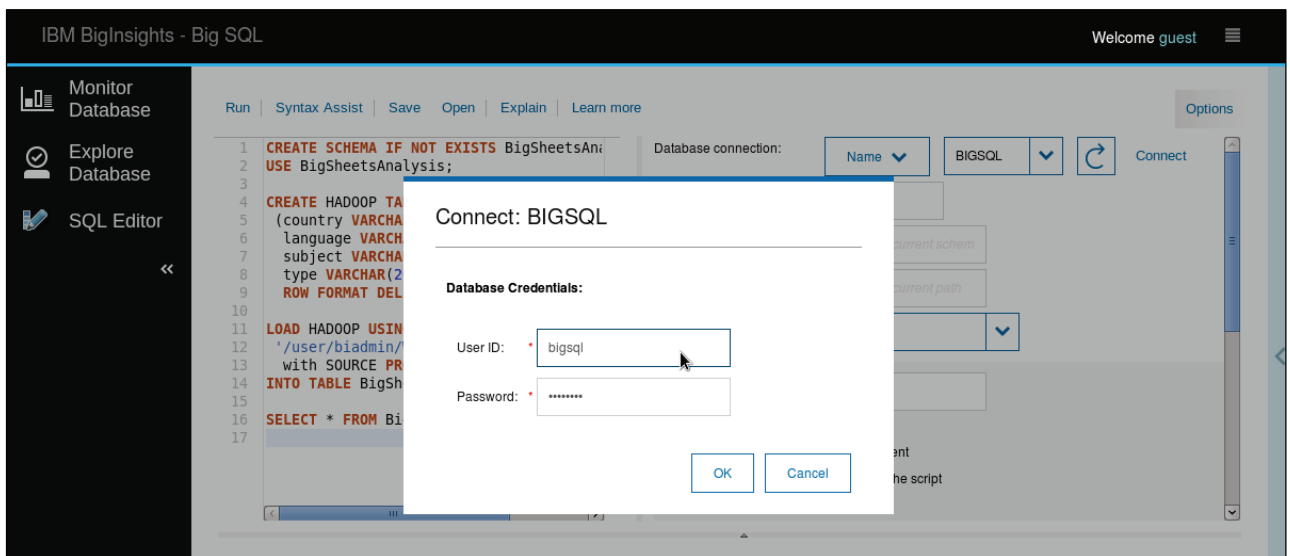 IBM BigInsights - Big SQL
Welcome guest
Monitor
Database
Explore
Database
SQL Editor
Run
Syntax Assist
Save
Open
Explain
Learn more
Options
1 CREATE SCHEMA IF NOT EXISTS BigSheetsAn
2 USE BigSheetsAnalysis;
3
4 CREATE HADOOP TA
5 (country VARCHA
6 language VARCH
7 subject VARCHA
8 type VARCHAR(2
9 ROW FORMAT DEL
10
11 LOAD HADOOP USIN
12 '/user/biadmin/
13 with SOURCE PR
14 INTO TABLE BigSh
15
16 SELECT * FROM Bi
17
Database connection:
Name
BIGSQL
Connect
current schem
current path
ent
he script
Connect: BIGSQL
Database Credentials:
User ID: * bigsql
Password: * ••••••••
OK
Cancel